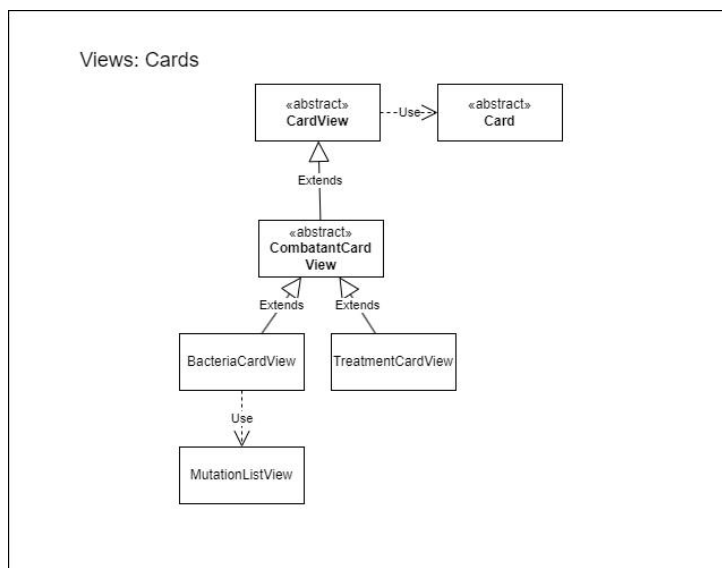 Views: Cards
«abstract»
CardView
Use
«abstract»
Card
Extends
«abstract»
CombatantCard
View
Extends
Extends
BacteriaCardView
TreatmentCardView
Use
MutationListView